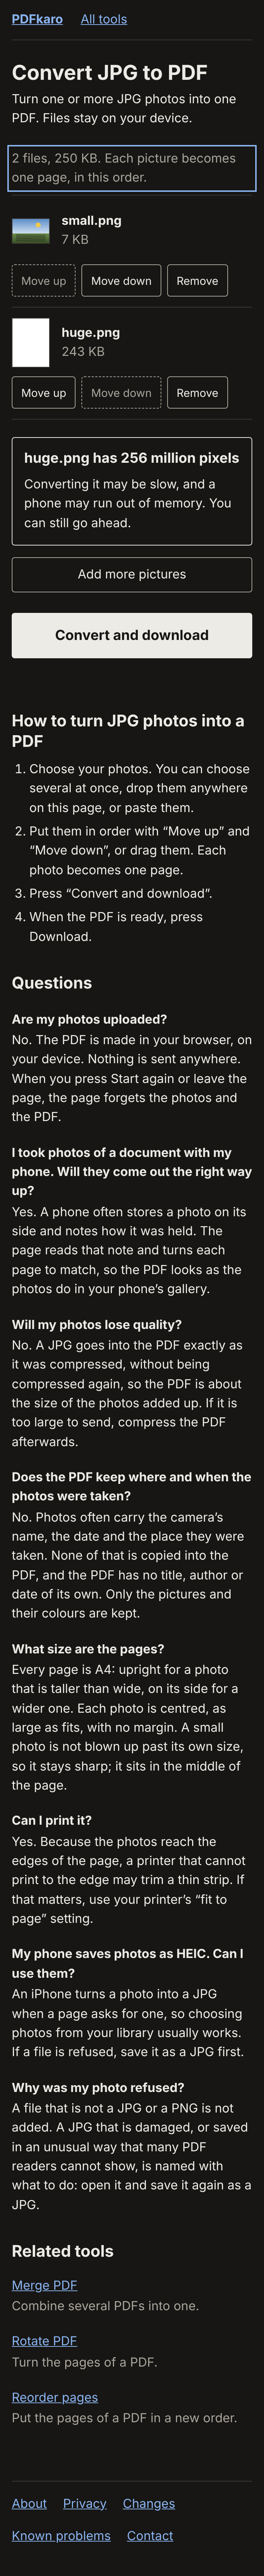 PDFkaro All tools
Convert JPG to PDF
Turn one or more JPG photos into one
PDF. Files stay on your device.
2 files, 250 KB. Each picture becomes
one page, in this order.
small.png
7 KB
Move up Move down Remove
huge.png
243 KB
Move up Move down Remove
huge.png has 256 million pixels
Converting it may be slow, and a
phone may run out of memory. You
can still go ahead.
Add more pictures
Convert and download
How to turn JPG photos into a
PDF
1. Choose your photos. You can choose
several at once, drop them anywhere
on this page, or paste them.
2. Put them in order with “Move up” and
“Move down”, or drag them. Each
photo becomes one page.
3. Press “Convert and download”.
4. When the PDF is ready, press
Download.
Questions
Are my photos uploaded?
No. The PDF is made in your browser, on
your device. Nothing is sent anywhere.
When you press Start again or leave the
page, the page forgets the photos and
the PDF.
I took photos of a document with my
phone. Will they come out the right way
up?
Yes. A phone often stores a photo on its
side and notes how it was held. The
page reads that note and turns each
page to match, so the PDF looks as the
photos do in your phone’s gallery.
Will my photos lose quality?
No. A JPG goes into the PDF exactly as
it was compressed, without being
compressed again, so the PDF is about
the size of the photos added up. If it is
too large to send, compress the PDF
afterwards.
Does the PDF keep where and when the
photos were taken?
No. Photos often carry the camera’s
name, the date and the place they were
taken. None of that is copied into the
PDF, and the PDF has no title, author or
date of its own. Only the pictures and
their colours are kept.
What size are the pages?
Every page is A4: upright for a photo
that is taller than wide, on its side for a
wider one. Each photo is centred, as
large as fits, with no margin. A small
photo is not blown up past its own size,
so it stays sharp; it sits in the middle of
the page.
Can I print it?
Yes. Because the photos reach the
edges of the page, a printer that cannot
print to the edge may trim a thin strip. If
that matters, use your printer’s “fit to
page” setting.
My phone saves photos as HEIC. Can I
use them?
An iPhone turns a photo into a JPG
when a page asks for one, so choosing
photos from your library usually works.
If a file is refused, save it as a JPG first.
Why was my photo refused?
A file that is not a JPG or a PNG is not
added. A JPG that is damaged, or saved
in an unusual way that many PDF
readers cannot show, is named with
what to do: open it and save it again as a
JPG.
Related tools
Merge PDF
Combine several PDFs into one.
Rotate PDF
Turn the pages of a PDF.
Reorder pages
Put the pages of a PDF in a new order.
About Privacy Changes
Known problems Contact